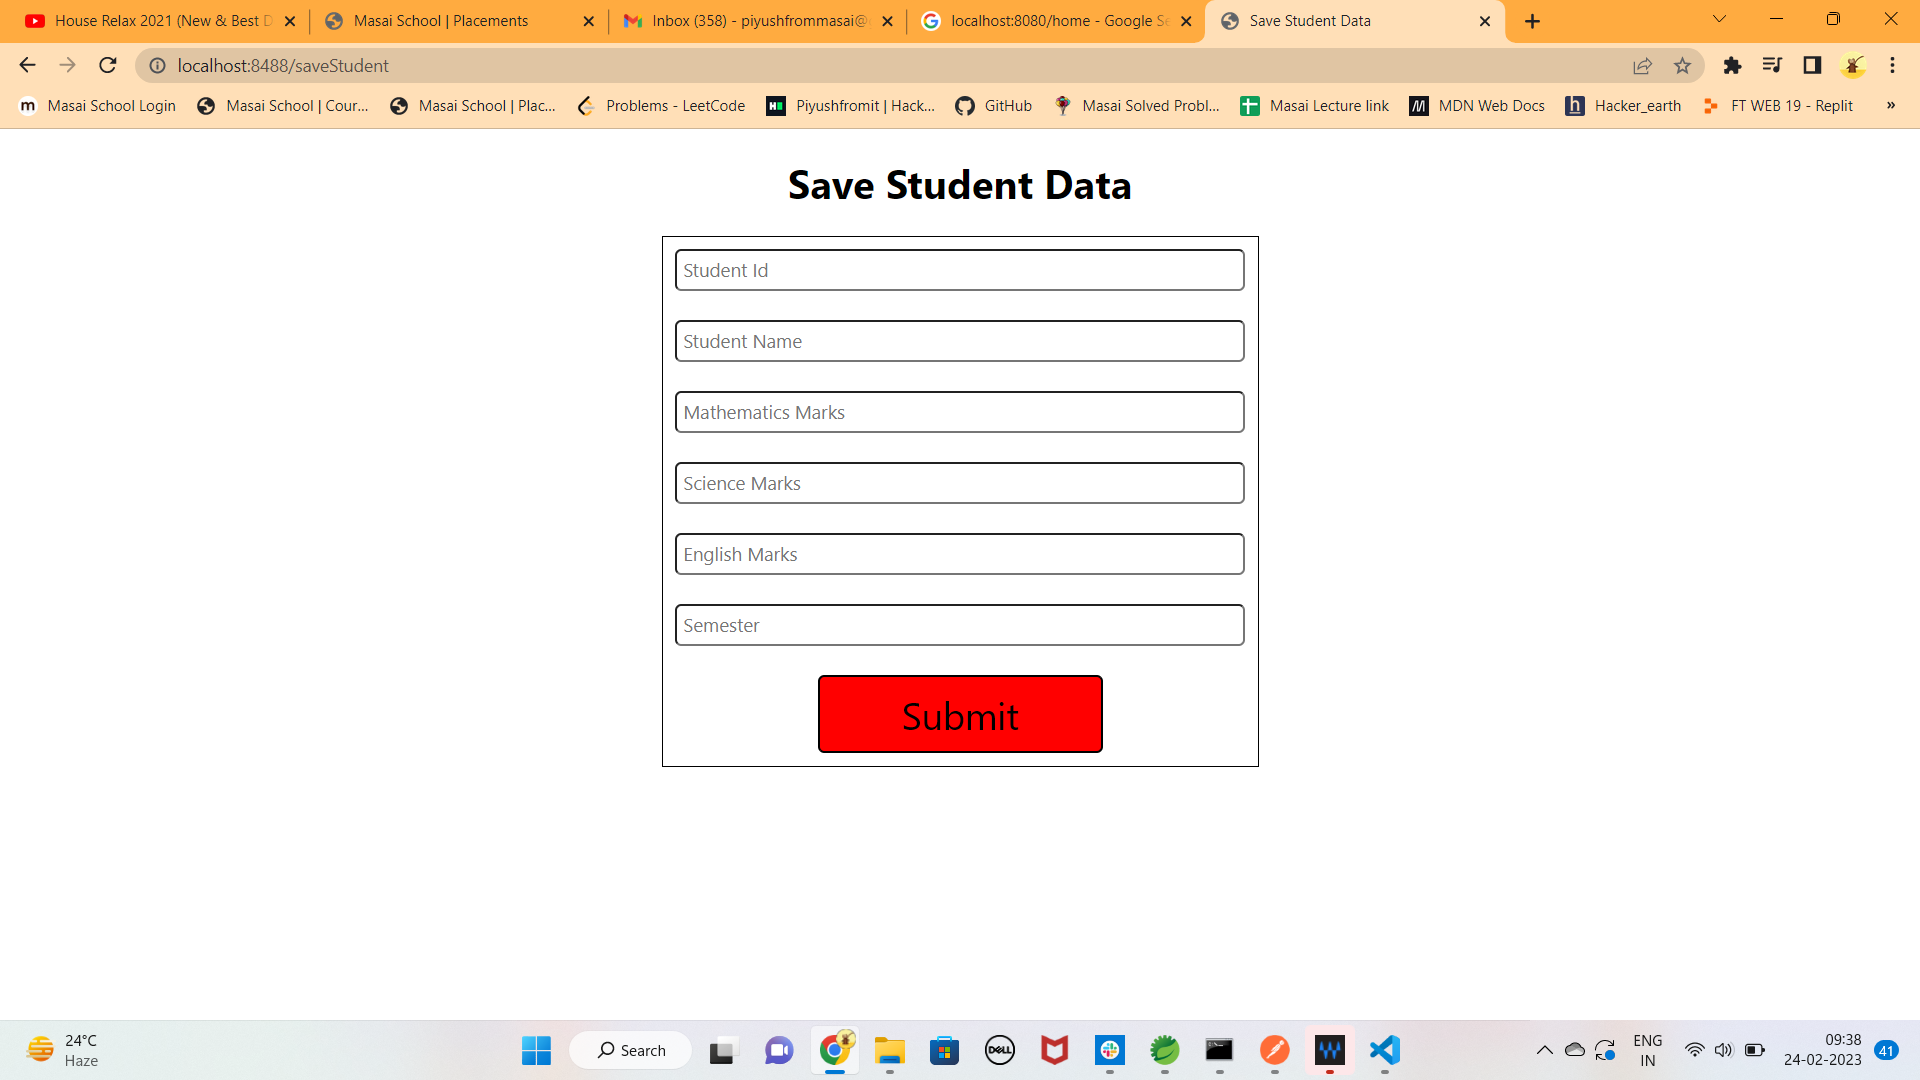 House Relax 2021 (New & Best D
Masai School | Placements
Inbox (358) - piyushfrommasai@
localhost:8080/home - Google Se
Save Student Data
localhost:8488/saveStudent
m Masai School Login
Masai School | Cour...
Masai School | Plac...
Problems - LeetCode
Piyushfromit | Hack...
GitHub
Masai Solved Probl...
Masai Lecture link
MDN Web Docs
h Hacker_earth
FT WEB 19 - Replit
»
Save Student Data
Student Id
Student Name
Mathematics Marks
Science Marks
English Marks
Semester
Submit
24°C
Haze
Search
DELL
ENG
IN
09:38
24-02-2023
41